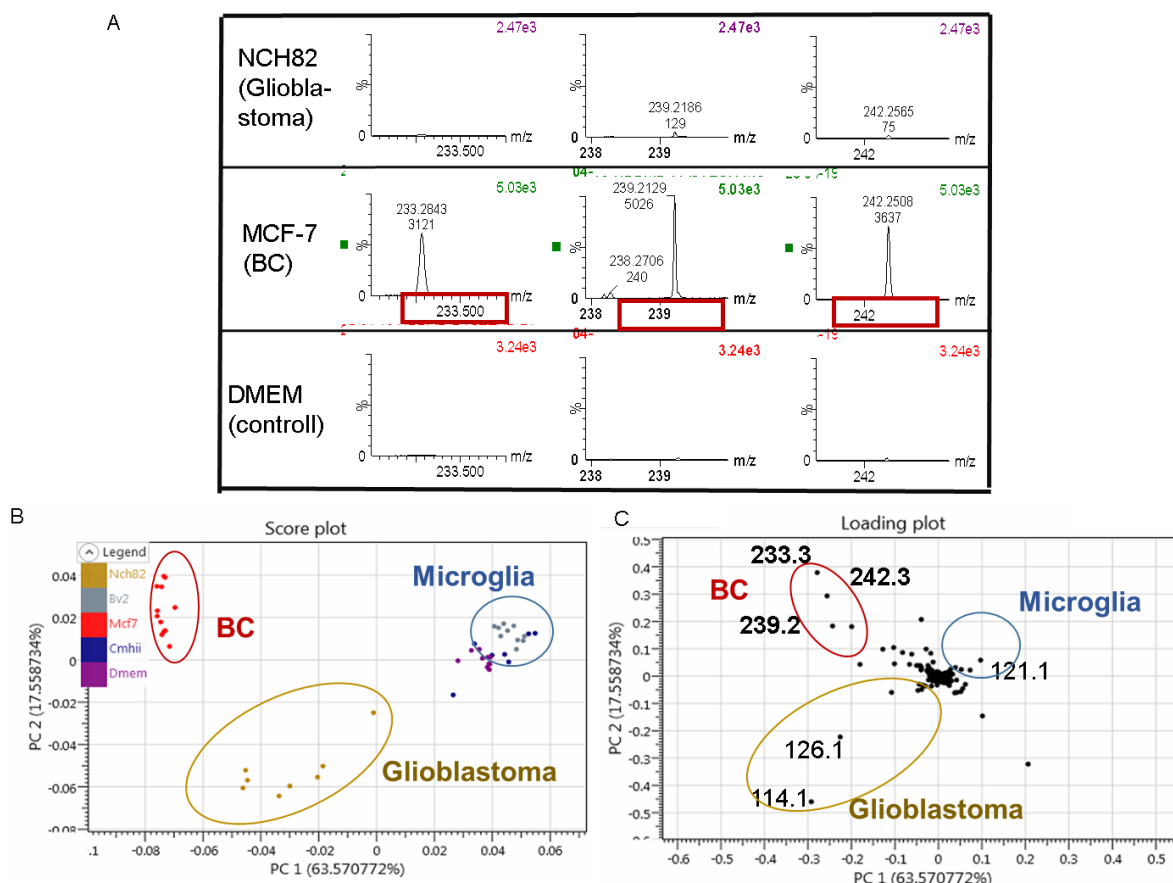 A
2.47e3 2.47e3 2.47e3
NCH82
(Gliobla-
stoma)
% % %
239.2186
129
242.2565
75
0 0 0
m/z m/z m/z
233.500 238 239 242
04-
5.03e3 5.03e3 5.03e3
MCF-7
(BC)
% % %
233.2843
3121
239.2129
5026
238.2706
240
242.2508
3637
0 0 0
m/z m/z m/z
233.500 238 239 242
04- -19
3.24e3 3.24e3 3.24e3
DMEM
(controll)
% % %
0 0 0
m/z m/z m/z
233.500 238 239 242
B
Score plot
Legend
Nch82
Bv2
Mcf7
Cmhii
Dmem
BC
Microglia
Glioblastoma
0.04
0.02
0
-0.02
-0.04
-0.06
-0.08
PC 2 (17.558734%)
.1 -0.08 -0.06 -0.04 -0.02 0 0.02 0.04 0.06
PC 1 (63.570772%)
C
Loading plot
233.3
242.3
BC
239.2
Microglia
121.1
126.1
114.1
Glioblastoma
0.5
0.4
0.3
0.2
0.1
0
-0.1
-0.2
-0.3
-0.4
-0.5
-0.6
PC 2 (17.558734%)
-0.6 -0.5 -0.4 -0.3 -0.2 -0.1 0 0.1 0.2 0.3 0.4 0.5
PC 1 (63.570772%)